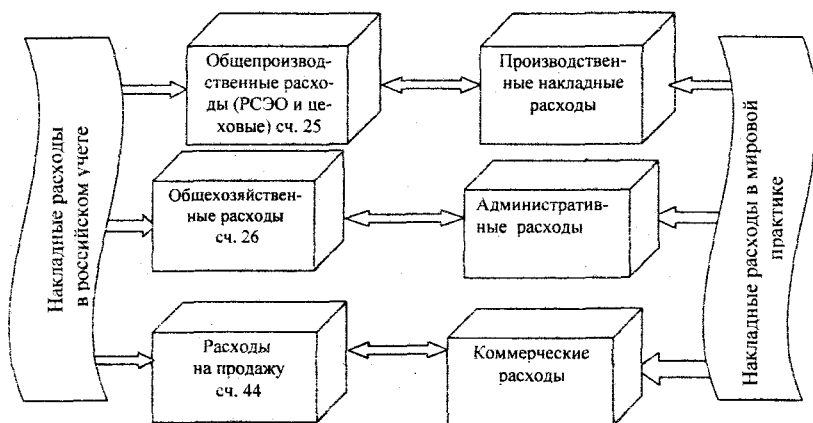 Накладные расходы
в российском учете
Общепроизвод-
ственные расхо-
ды (РСЭО и це-
ховые) сч. 25
Производствен-
ные накладные
расходы
Общехозяйствен-
ные расходы
сч. 26
Административ-
ные расходы
Расходы
на продажу
сч. 44
Коммерческие
расходы
Накладные расходы в мировой
практике